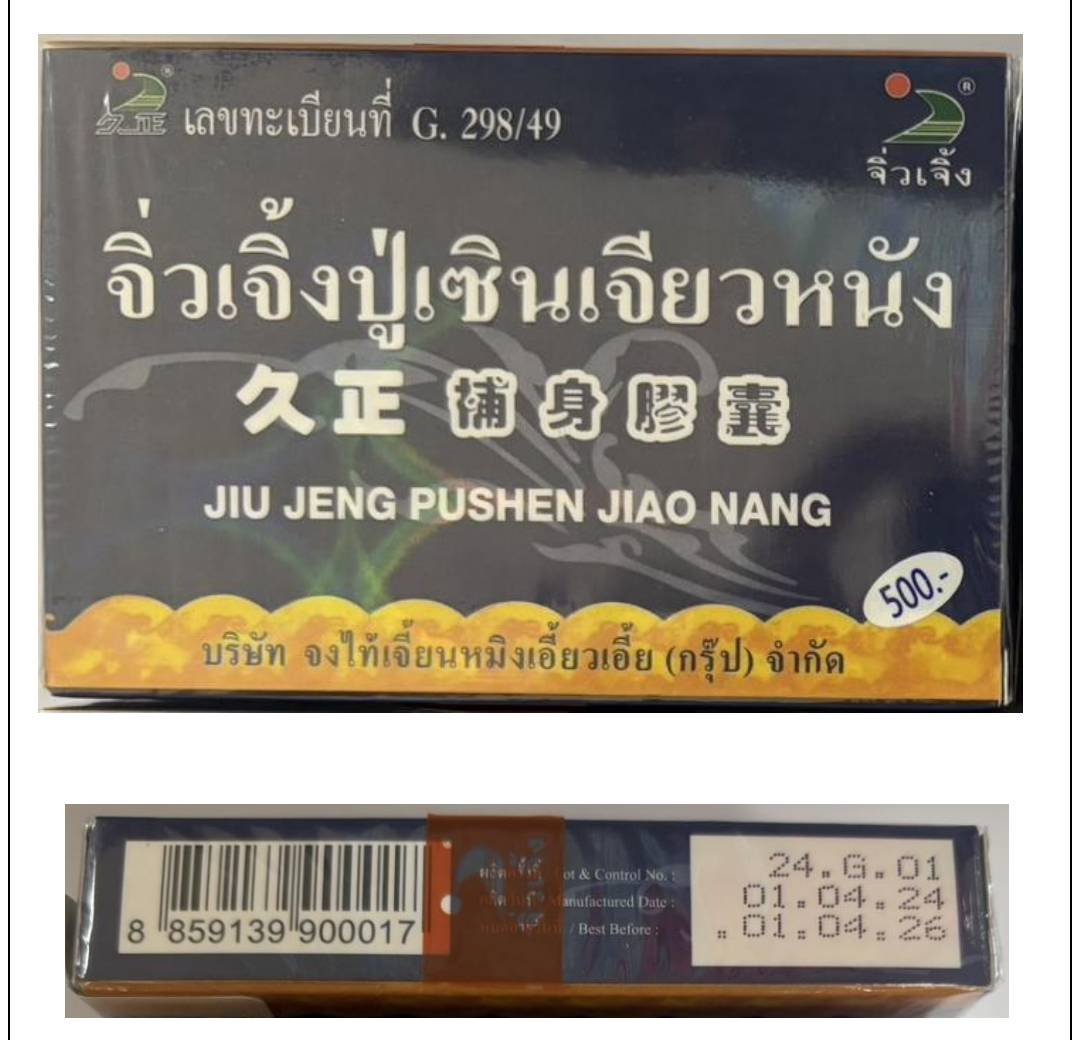 久正
เลขทะเบียนที่ G. 298/49
จิ่วเจิ้ง
จิ่วเจิ้งปู่เซินเจียวหนัง
久正 補身膠囊
JIU JENG PUSHEN JIAO NANG
500.-
บริษัท จงไท้เจี้ยนหมิงเอี้ยวเอี้ย (กรุ๊ป) จำกัด
8 859139 900017
Lot & Control No. :
Manufactured Date :
/ Best Before :
24.G.01
01.04.24
01.04.26